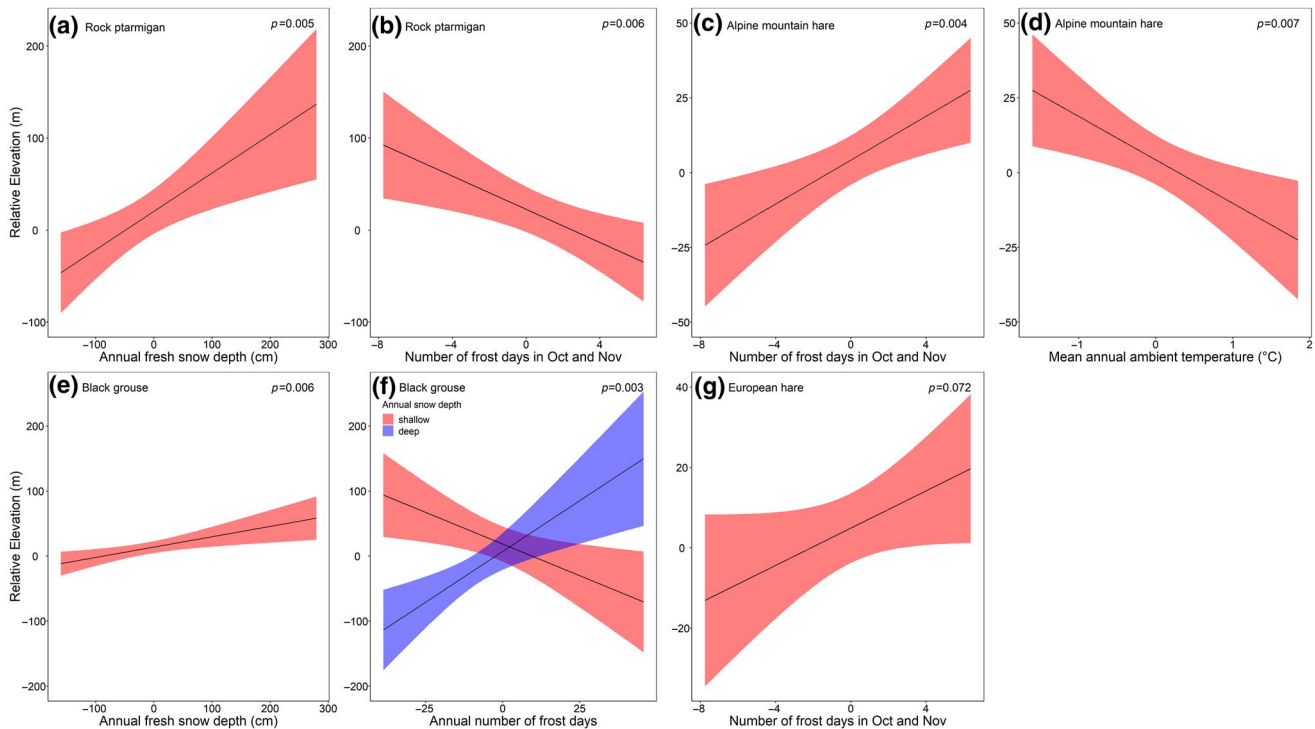 (a) Rock ptarmigan p=0.005
(b) Rock ptarmigan p=0.006
(c) Alpine mountain hare p=0.004
(d) Alpine mountain hare p=0.007
Relative Elevation (m)
200
100
0
−100
50
25
0
−25
−50
50
25
0
−25
−50
−100 0 100 200 300
−8 −4 0 4
−8 −4 0 4
−1 0 1 2
Annual fresh snow depth (cm)
Number of frost days in Oct and Nov
Number of frost days in Oct and Nov
Mean annual ambient temperature (°C)
(e) Black grouse p=0.006
(f) Black grouse p=0.003
Annual snow depth
shallow
deep
(g) European hare p=0.072
Relative Elevation (m)
200
100
0
−100
−200
200
100
0
−100
−200
40
20
0
−20
−100 0 100 200 300
−25 0 25
−8 −4 0 4
Annual fresh snow depth (cm)
Annual number of frost days
Number of frost days in Oct and Nov